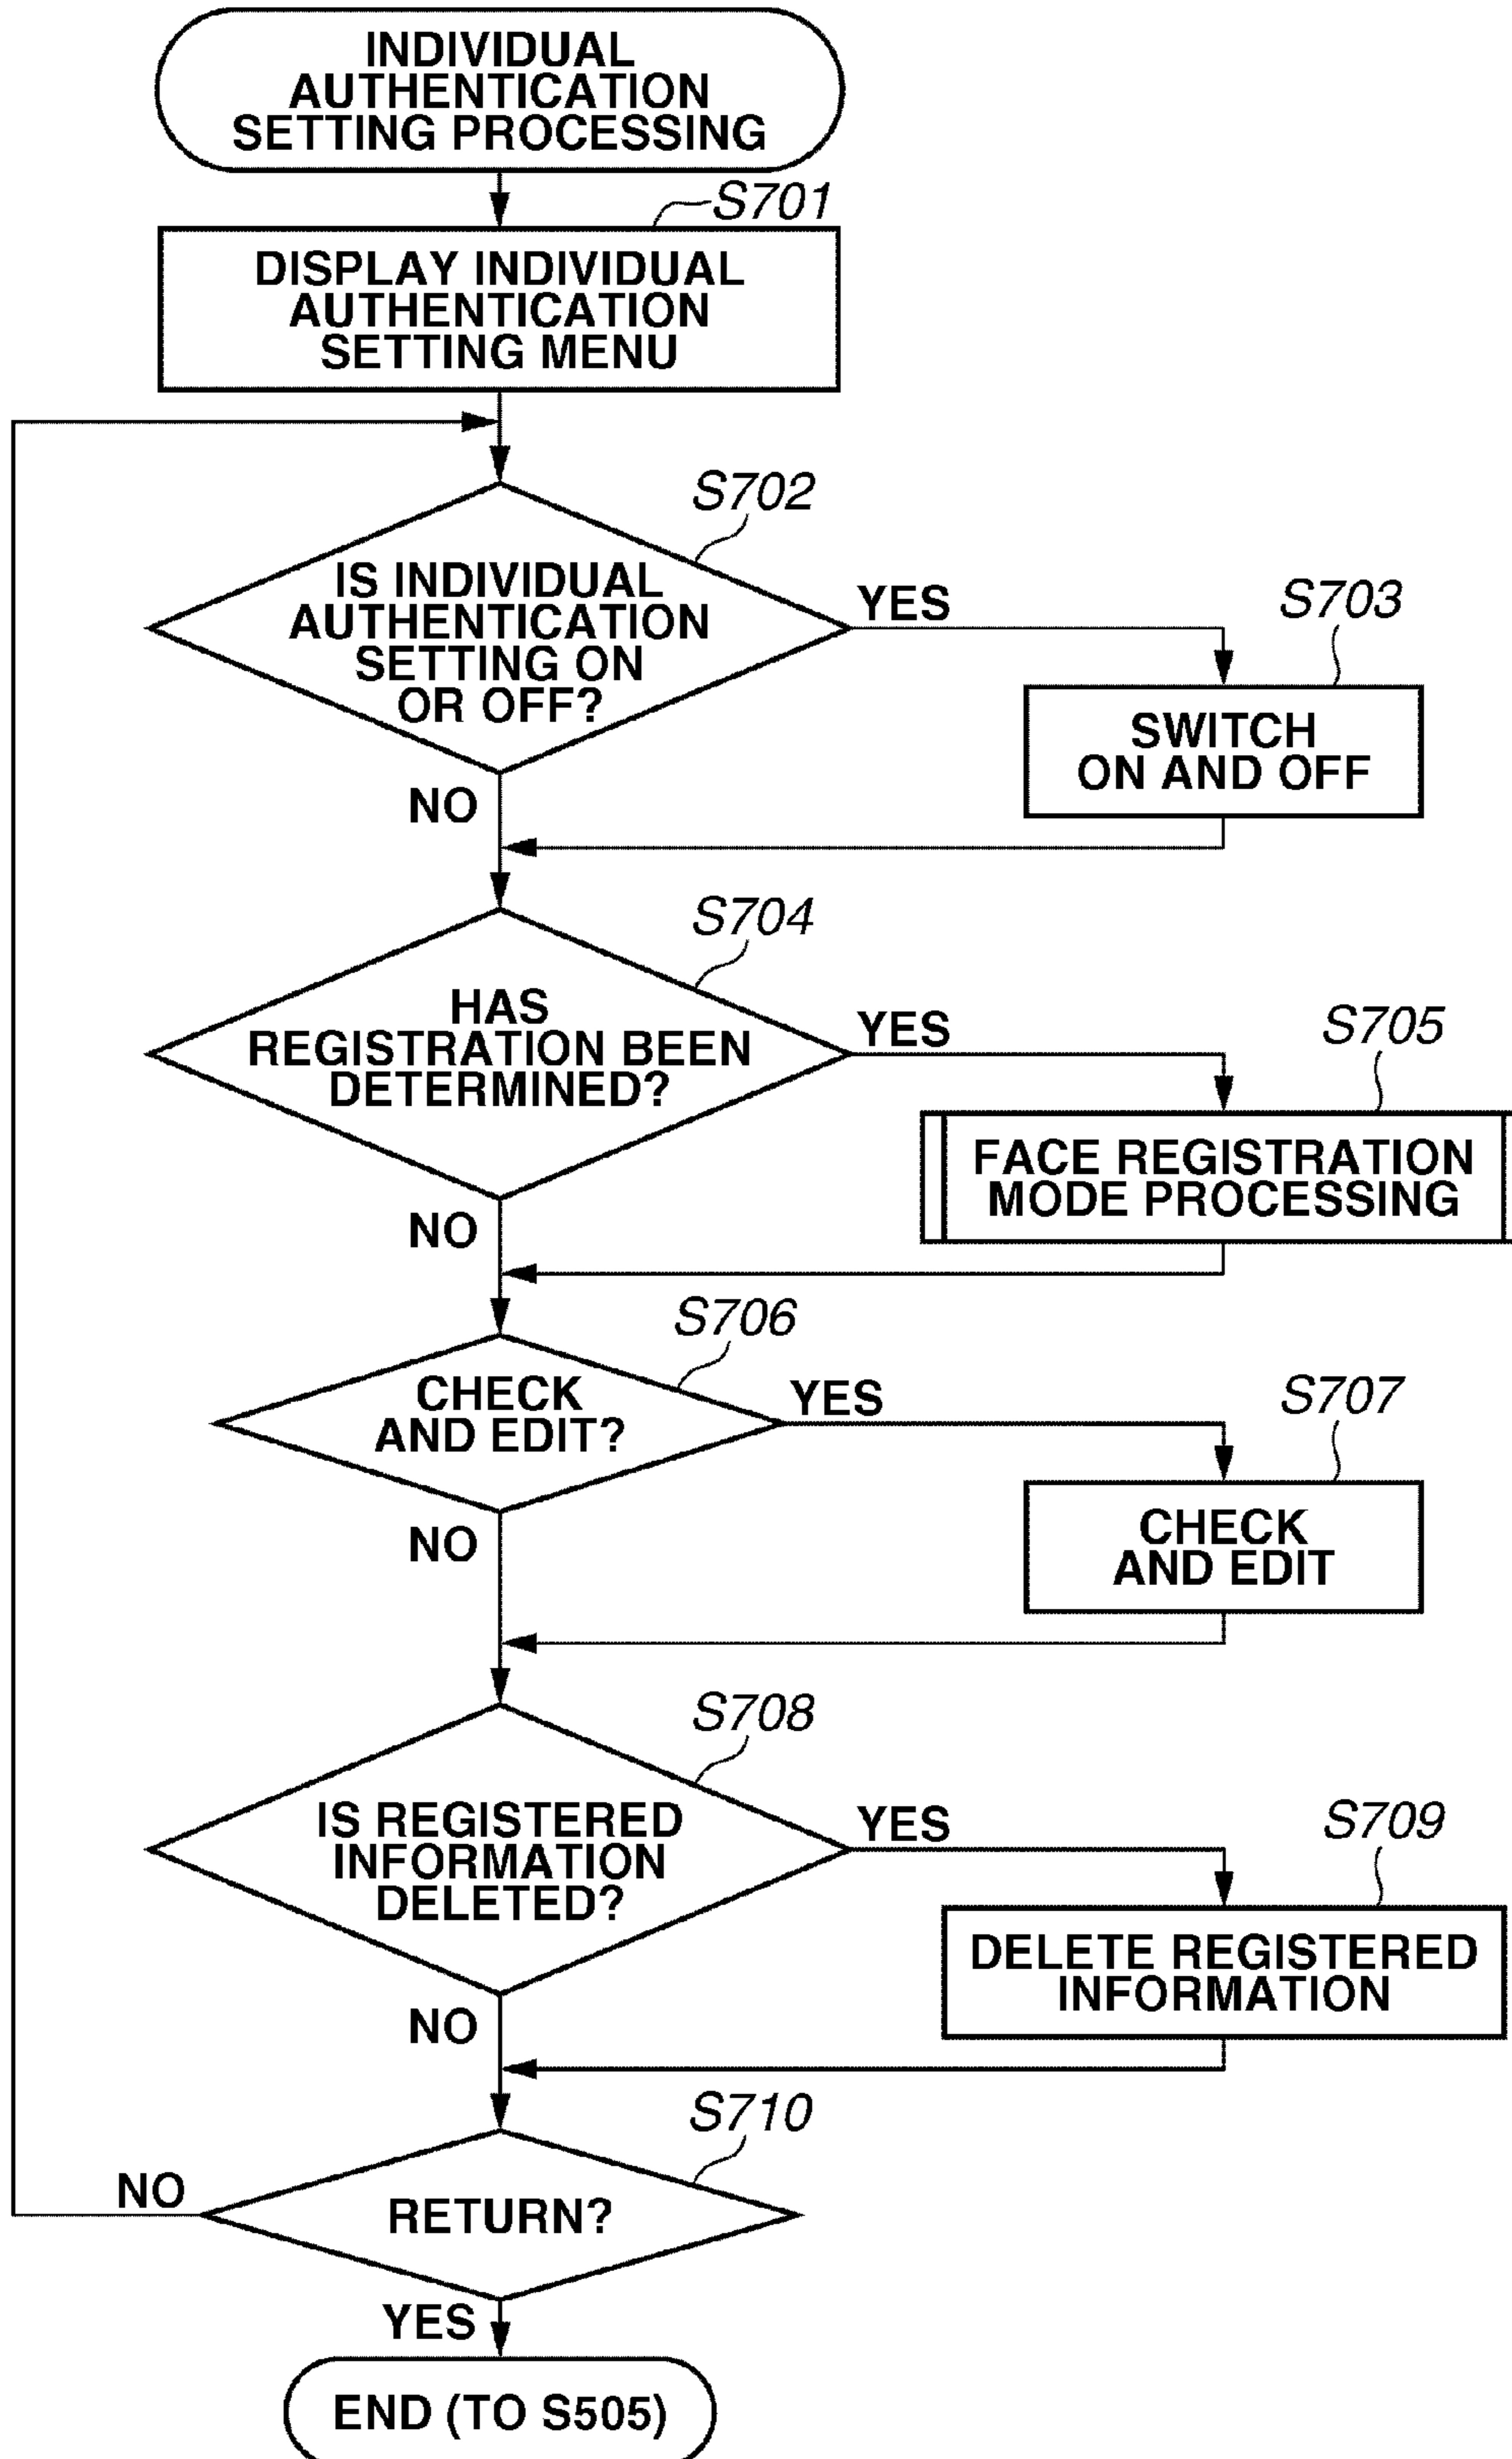 INDIVIDUAL
AUTHENTICATION
SETTING PROCESSING
S701
DISPLAY INDIVIDUAL
AUTHENTICATION
SETTING MENU
S702
IS INDIVIDUAL
AUTHENTICATION
SETTING ON
OR OFF?
YES
S703
SWITCH
ON AND OFF
NO
S704
HAS
REGISTRATION BEEN
DETERMINED?
YES
S705
FACE REGISTRATION
MODE PROCESSING
NO
S706
CHECK
AND EDIT?
YES
S707
CHECK
AND EDIT
NO
S708
IS REGISTERED
INFORMATION
DELETED?
YES
S709
DELETE REGISTERED
INFORMATION
NO
S710
RETURN?
NO
YES
END (TO S505)